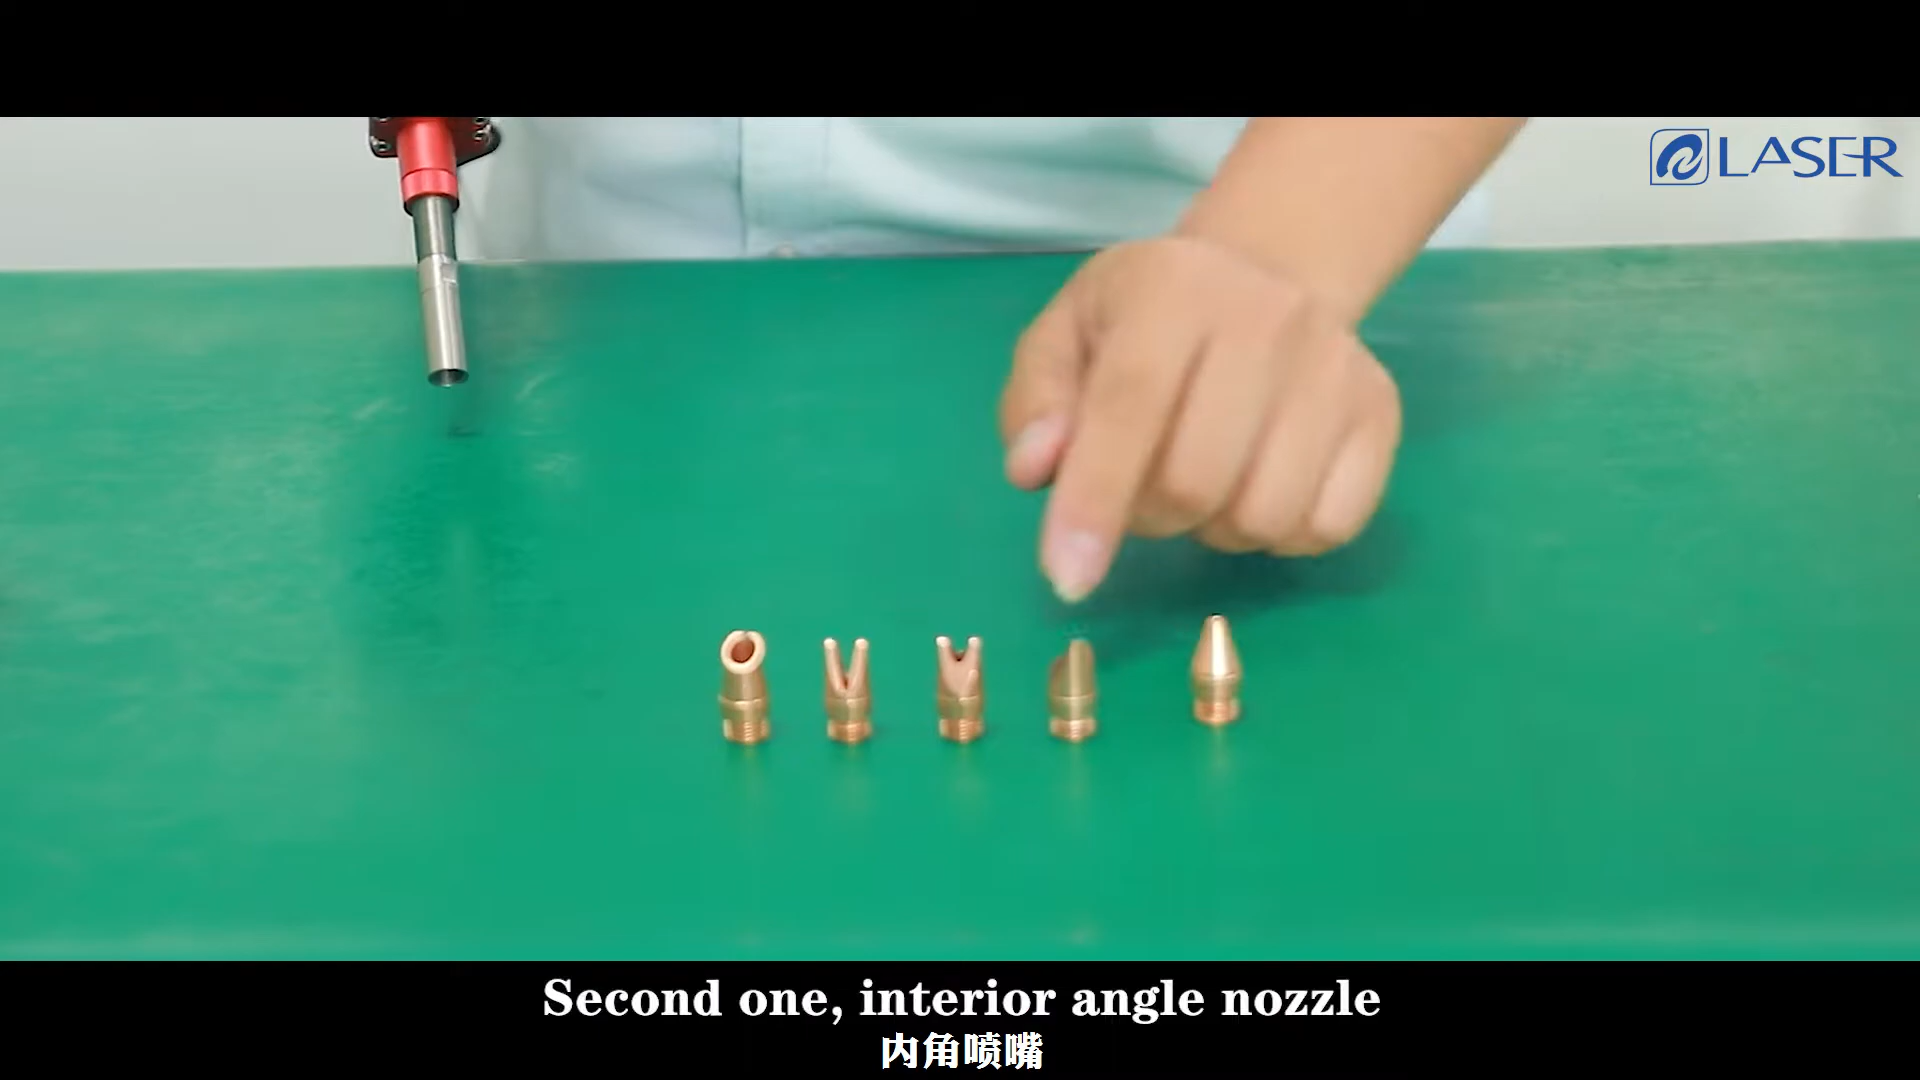 LASER
Second one, interior angle nozzle
内角喷嘴